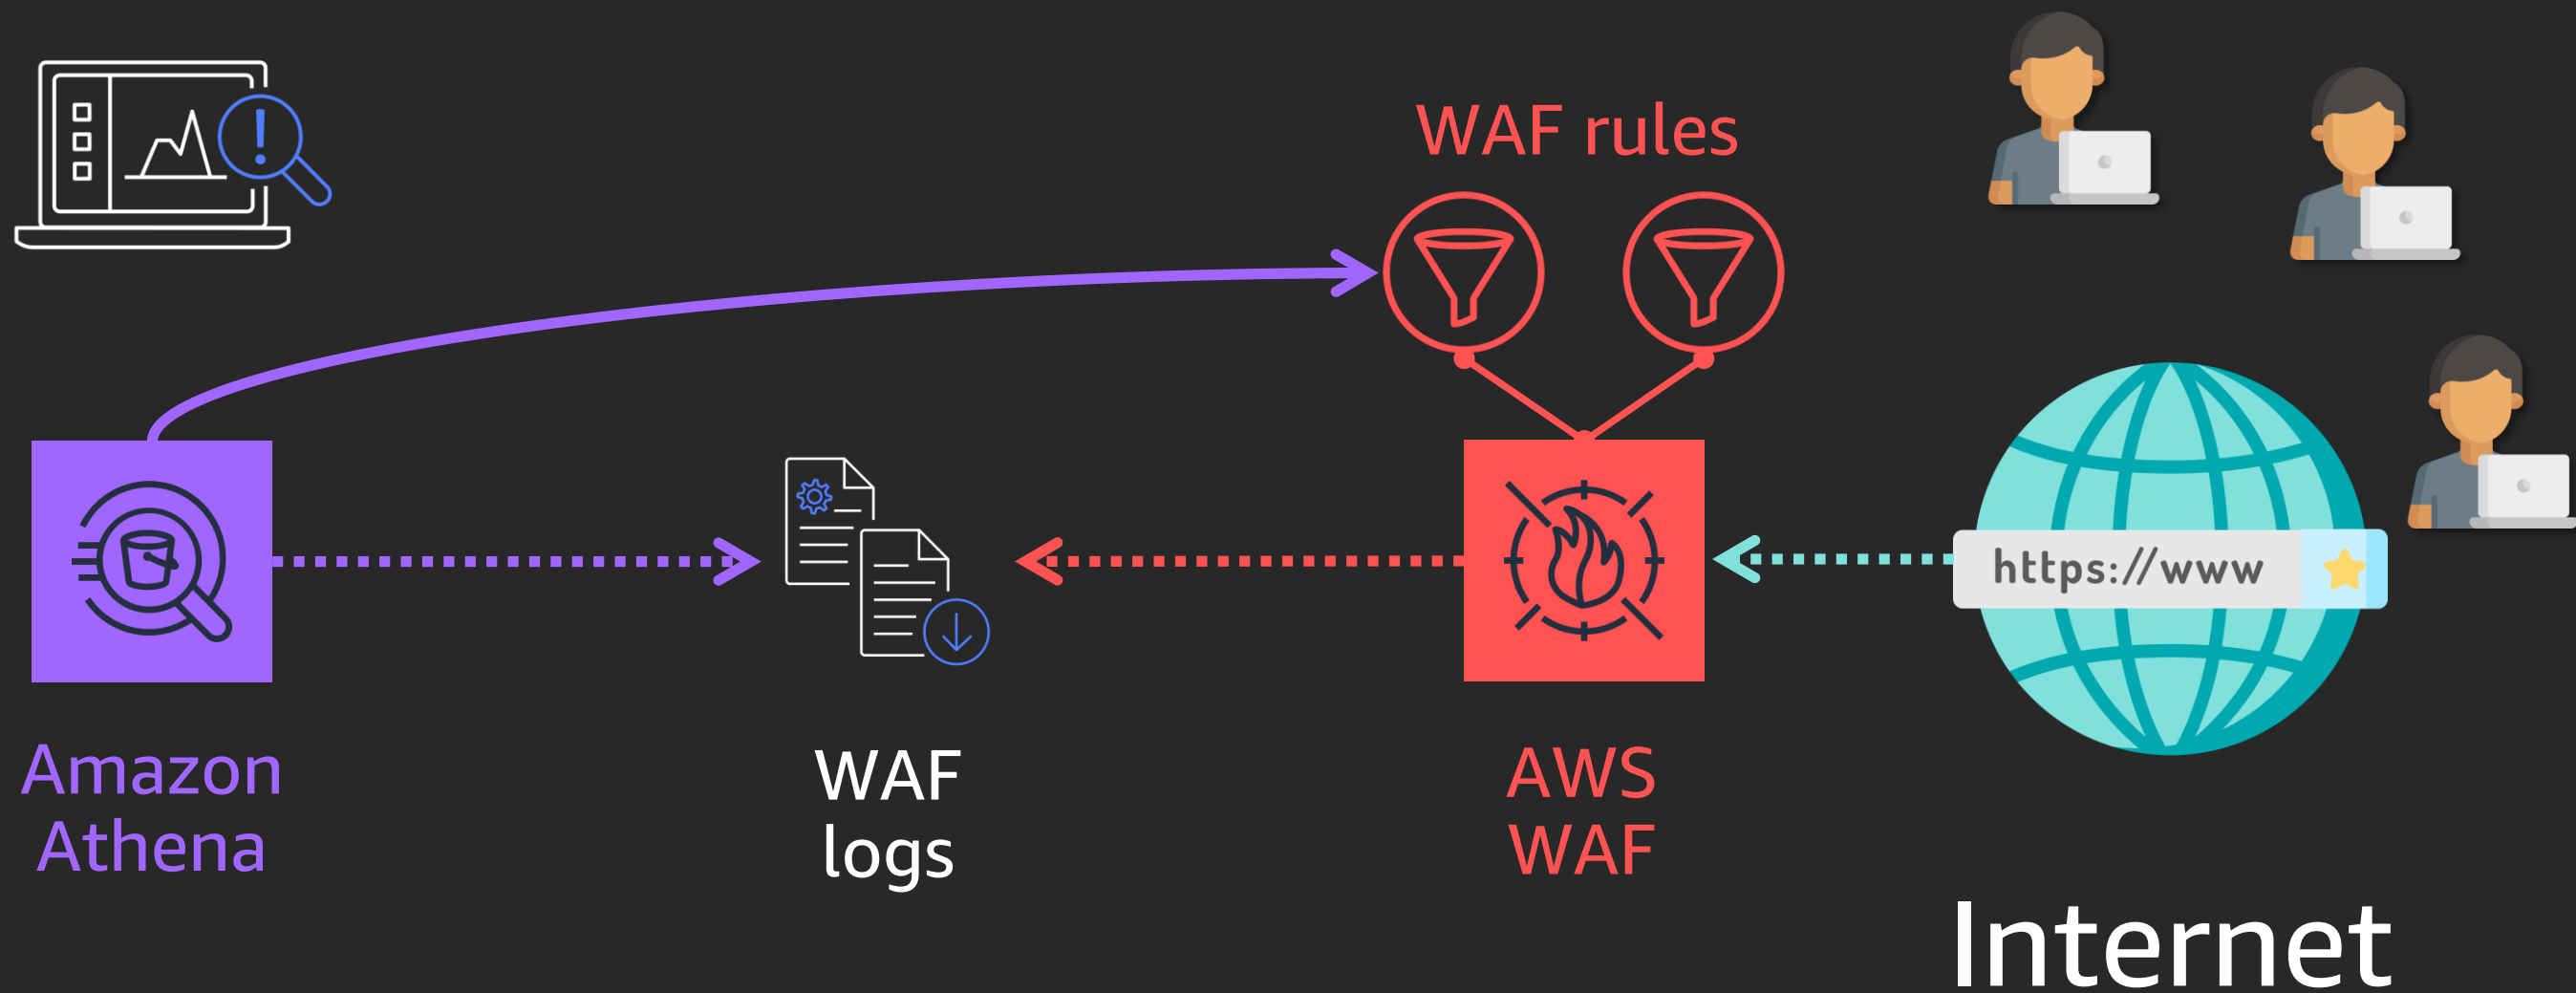 WAF rules
https://www
Amazon
Athena
WAF
logs
AWS
WAF
Internet